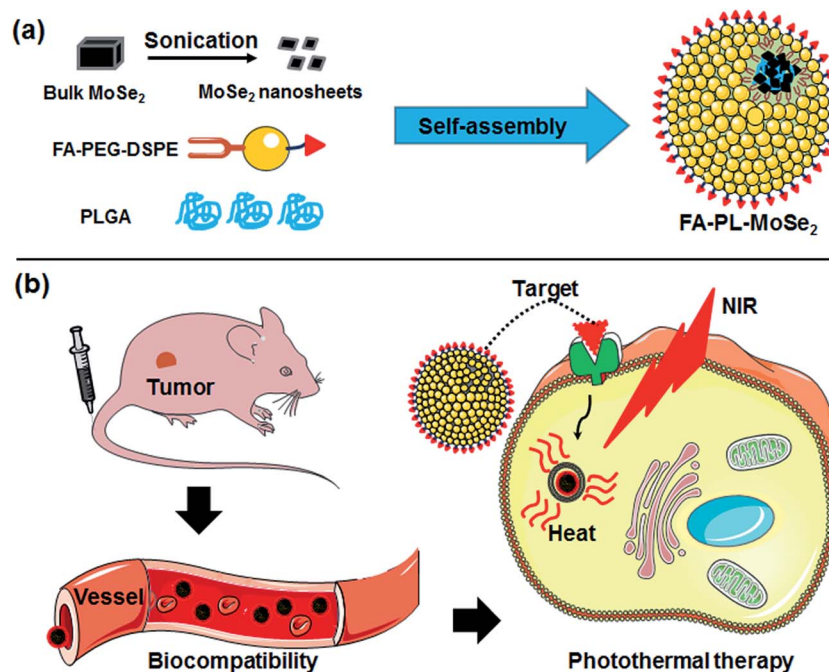 (a)
Sonication
Bulk MoSe₂
MoSe₂ nanosheets
FA-PEG-DSPE
PLGA
Self-assembly
FA-PL-MoSe₂
(b)
Tumor
Target
NIR
Heat
Vessel
Biocompatibility
Photothermal therapy